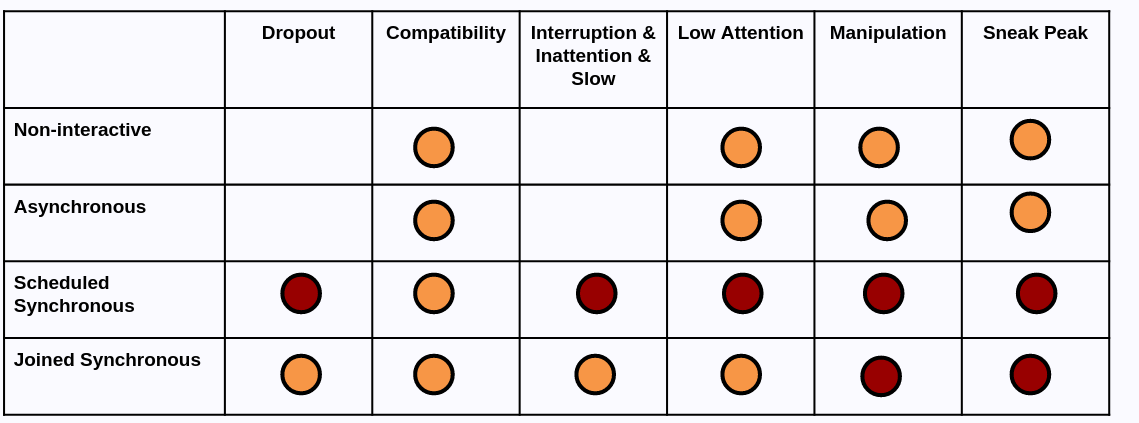 Dropout
Compatibility
Interruption &
Inattention &
Slow
Low Attention
Manipulation
Sneak Peak
Non-interactive
Asynchronous
Scheduled
Synchronous
Joined Synchronous